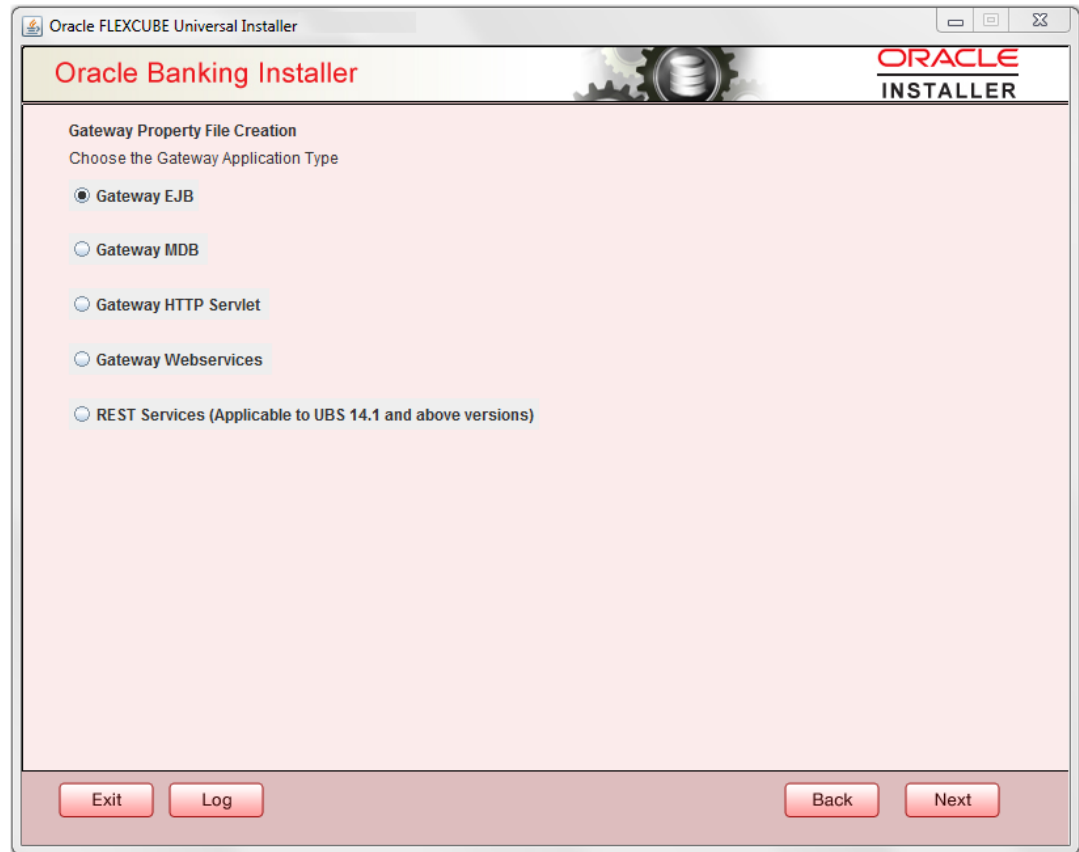 Oracle FLEXCUBE Universal Installer
Oracle Banking Installer
ORACLE
INSTALLER
Gateway Property File Creation
Choose the Gateway Application Type
Gateway EJB
Gateway MDB
Gateway HTTP Servlet
Gateway Webservices
REST Services (Applicable to UBS 14.1 and above versions)
Exit Log Back Next